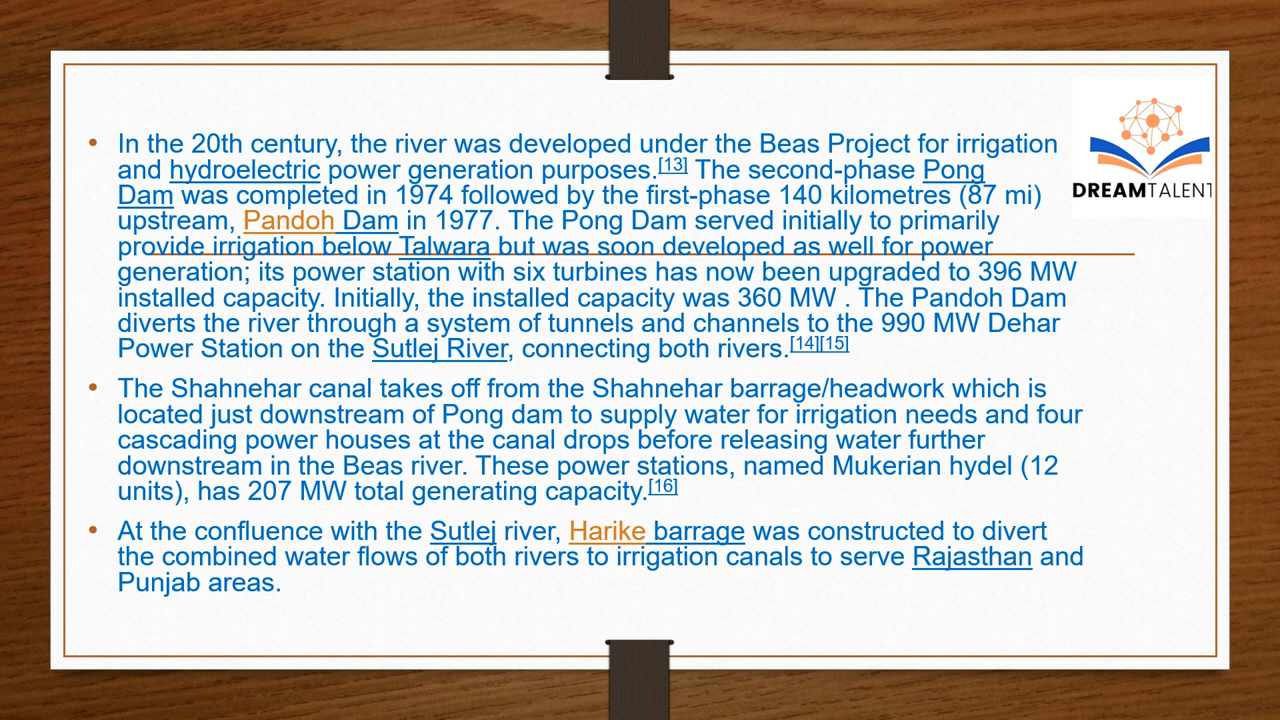 • In the 20th century, the river was developed under the Beas Project for irrigation
and hydroelectric power generation purposes.[13] The second-phase Pong
Dam was completed in 1974 followed by the first-phase 140 kilometres (87 mi)
upstream, Pandoh Dam in 1977. The Pong Dam served initially to primarily
provide irrigation below Talwara but was soon developed as well for power
generation; its power station with six turbines has now been upgraded to 396 MW
installed capacity. Initially, the installed capacity was 360 MW . The Pandoh Dam
diverts the river through a system of tunnels and channels to the 990 MW Dehar
Power Station on the Sutlej River, connecting both rivers.[14][15]
• The Shahnehar canal takes off from the Shahnehar barrage/headwork which is
located just downstream of Pong dam to supply water for irrigation needs and four
cascading power houses at the canal drops before releasing water further
downstream in the Beas river. These power stations, named Mukerian hydel (12
units), has 207 MW total generating capacity.[16]
• At the confluence with the Sutlej river, Harike barrage was constructed to divert
the combined water flows of both rivers to irrigation canals to serve Rajasthan and
Punjab areas.
DREAMTALENT